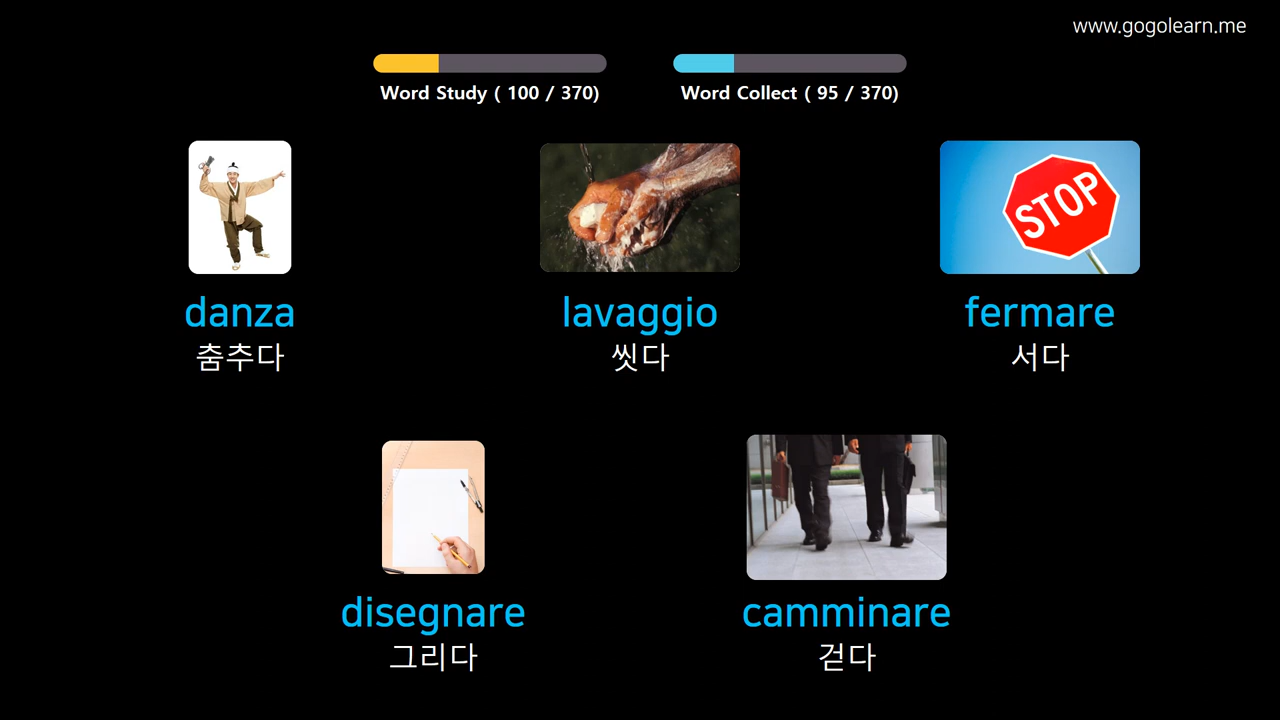 www.gogolearn.me
Word Study ( 100 / 370)
Word Collect ( 95 / 370)
STOP
danza
춤추다
lavaggio
씻다
fermare
서다
disegnare
그리다
camminare
걷다